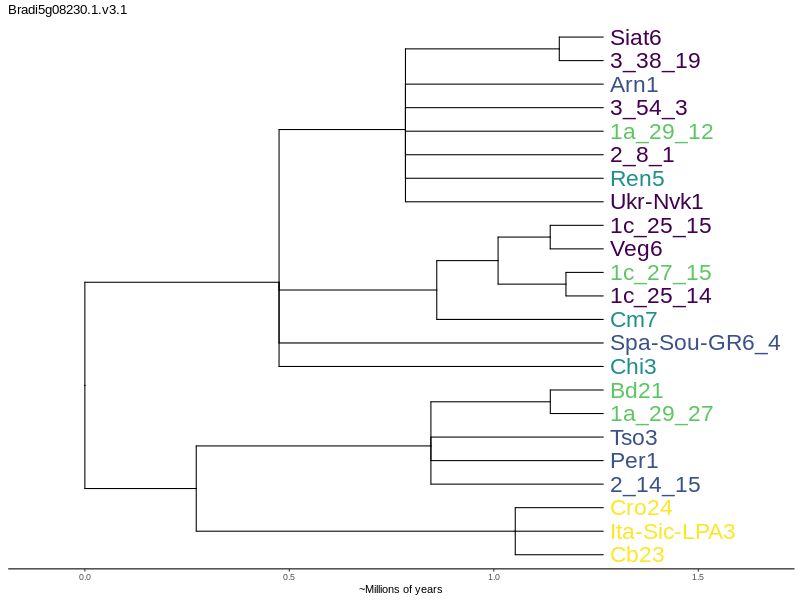 Bradi5g08230.1.v3.1
Siat6
3_38_19
Arn1
3_54_3
1a_29_12
2_8_1
Ren5
Ukr-Nvk1
1c_25_15
Veg6
1c_27_15
1c_25_14
Cm7
Spa-Sou-GR6_4
Chi3
Bd21
1a_29_27
Tso3
Per1
2_14_15
Cro24
Ita-Sic-LPA3
Cb23
0.0 0.5 1.0 1.5
~Millions of years